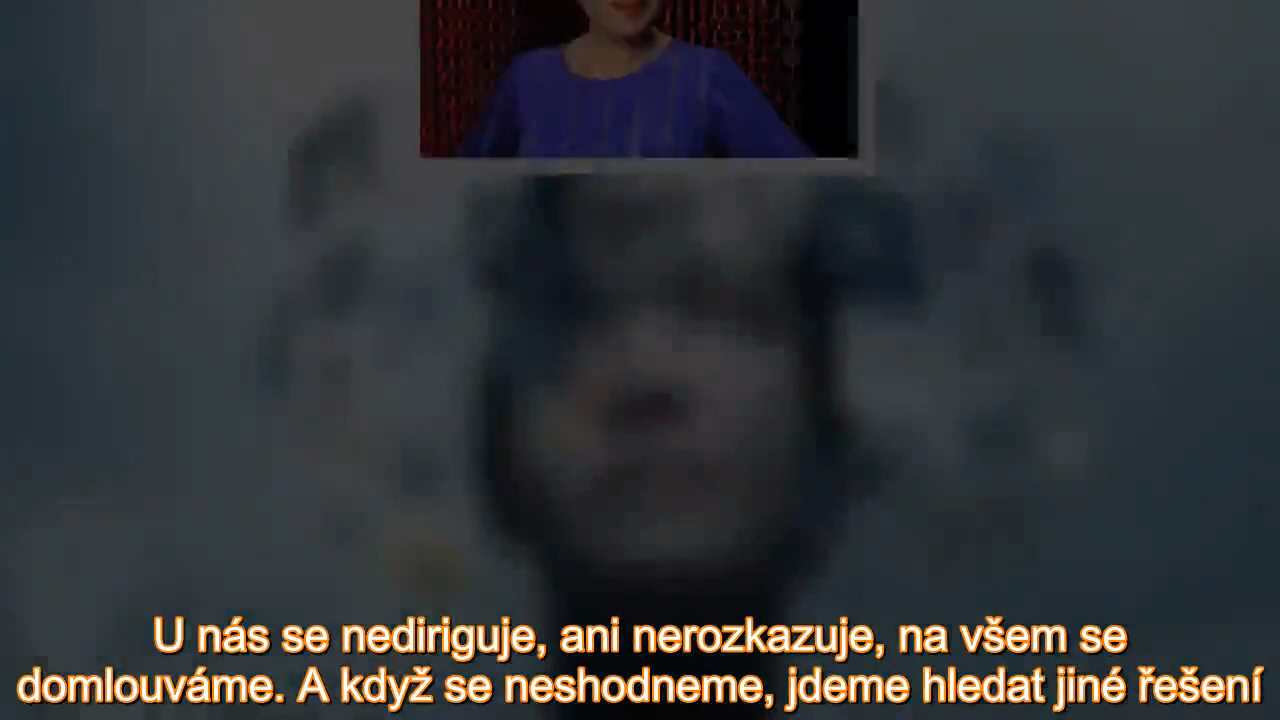 U nás se nediriguje, ani nerozkazuje, na všem se
domlouváme. A když se neshodneme, jdeme hledat jiné řešení